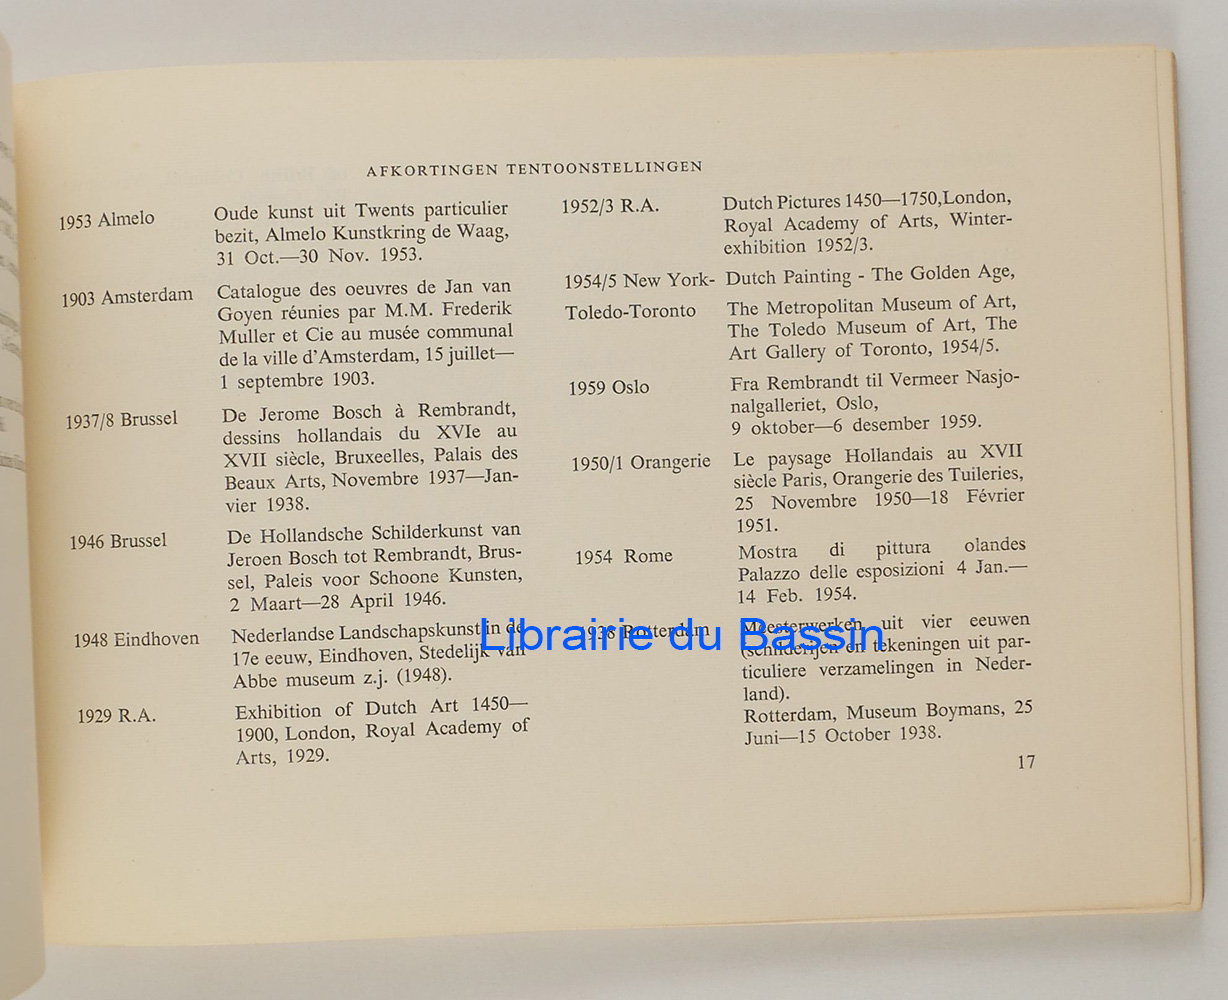 AFKORTINGEN TENTOONSTELLINGEN
1953 Almelo Oude kunst uit Twents particulier
bezit, Almelo Kunstkring de Waag,
31 Oct.—30 Nov. 1953.
1903 Amsterdam Catalogue des oeuvres de Jan van
Goyen réunies par M.M. Frederik
Muller et Cie au musée communal
de la ville d'Amsterdam, 15 juillet—
1 septembre 1903.
1937/8 Brussel De Jerome Bosch à Rembrandt,
dessins hollandais du XVIe au
XVII siècle, Bruxeelles, Palais des
Beaux Arts, Novembre 1937—Jan-
vier 1938.
1946 Brussel De Hollandsche Schilderkunst van
Jeroen Bosch tot Rembrandt, Brus-
sel, Paleis voor Schoone Kunsten,
2 Maart—28 April 1946.
1948 Eindhoven Nederlandse Landschapskunst in de
17e eeuw, Eindhoven, Stedelijk van
Abbe museum z.j. (1948).
1929 R.A. Exhibition of Dutch Art 1450—
1900, London, Royal Academy of
Arts, 1929.
1952/3 R.A. Dutch Pictures 1450—1750, London,
Royal Academy of Arts, Winter-
exhibition 1952/3.
1954/5 New York- Dutch Painting - The Golden Age,
Toledo-Toronto The Metropolitan Museum of Art,
The Toledo Museum of Art, The
Art Gallery of Toronto, 1954/5.
1959 Oslo Fra Rembrandt til Vermeer Nasjo-
nalgalleriet, Oslo,
9 oktober—6 desember 1959.
1950/1 Orangerie Le paysage Hollandais au XVII
siècle Paris, Orangerie des Tuileries,
25 Novembre 1950—18 Février
1951.
1954 Rome Mostra di pittura olandes
Palazzo delle esposizioni 4 Jan.—
14 Feb. 1954.
1938 Rotterdam Meesterwerken uit vier eeuwen
(schilderijen en tekeningen uit par-
ticuliere verzamelingen in Neder-
land).
Rotterdam, Museum Boymans, 25
Juni—15 October 1938.
17
Librairie du Bassin